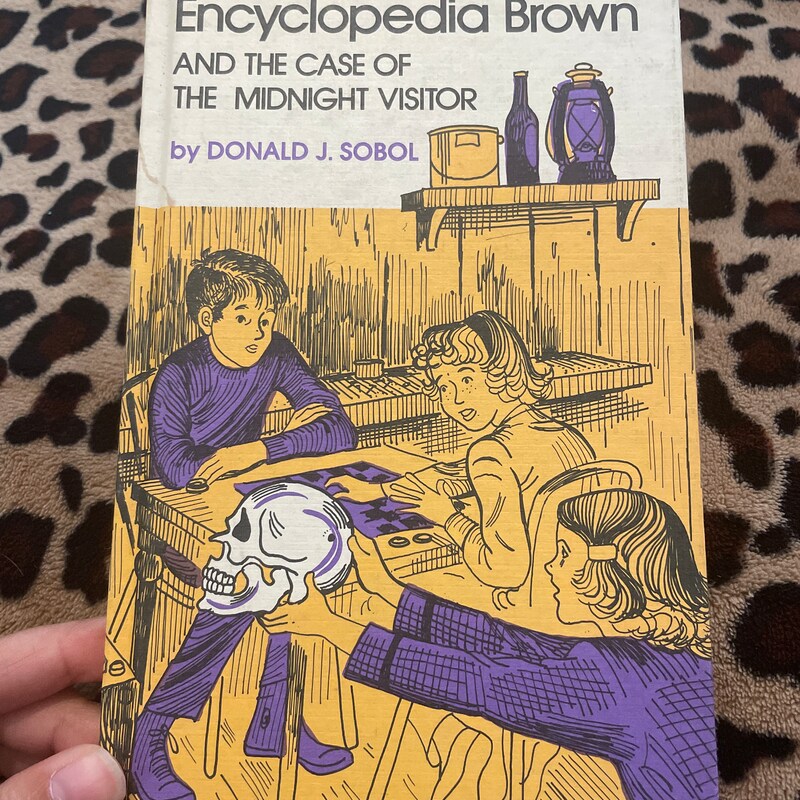 Encyclopedia Brown
AND THE CASE OF
THE MIDNIGHT VISITOR
by DONALD J. SOBOL